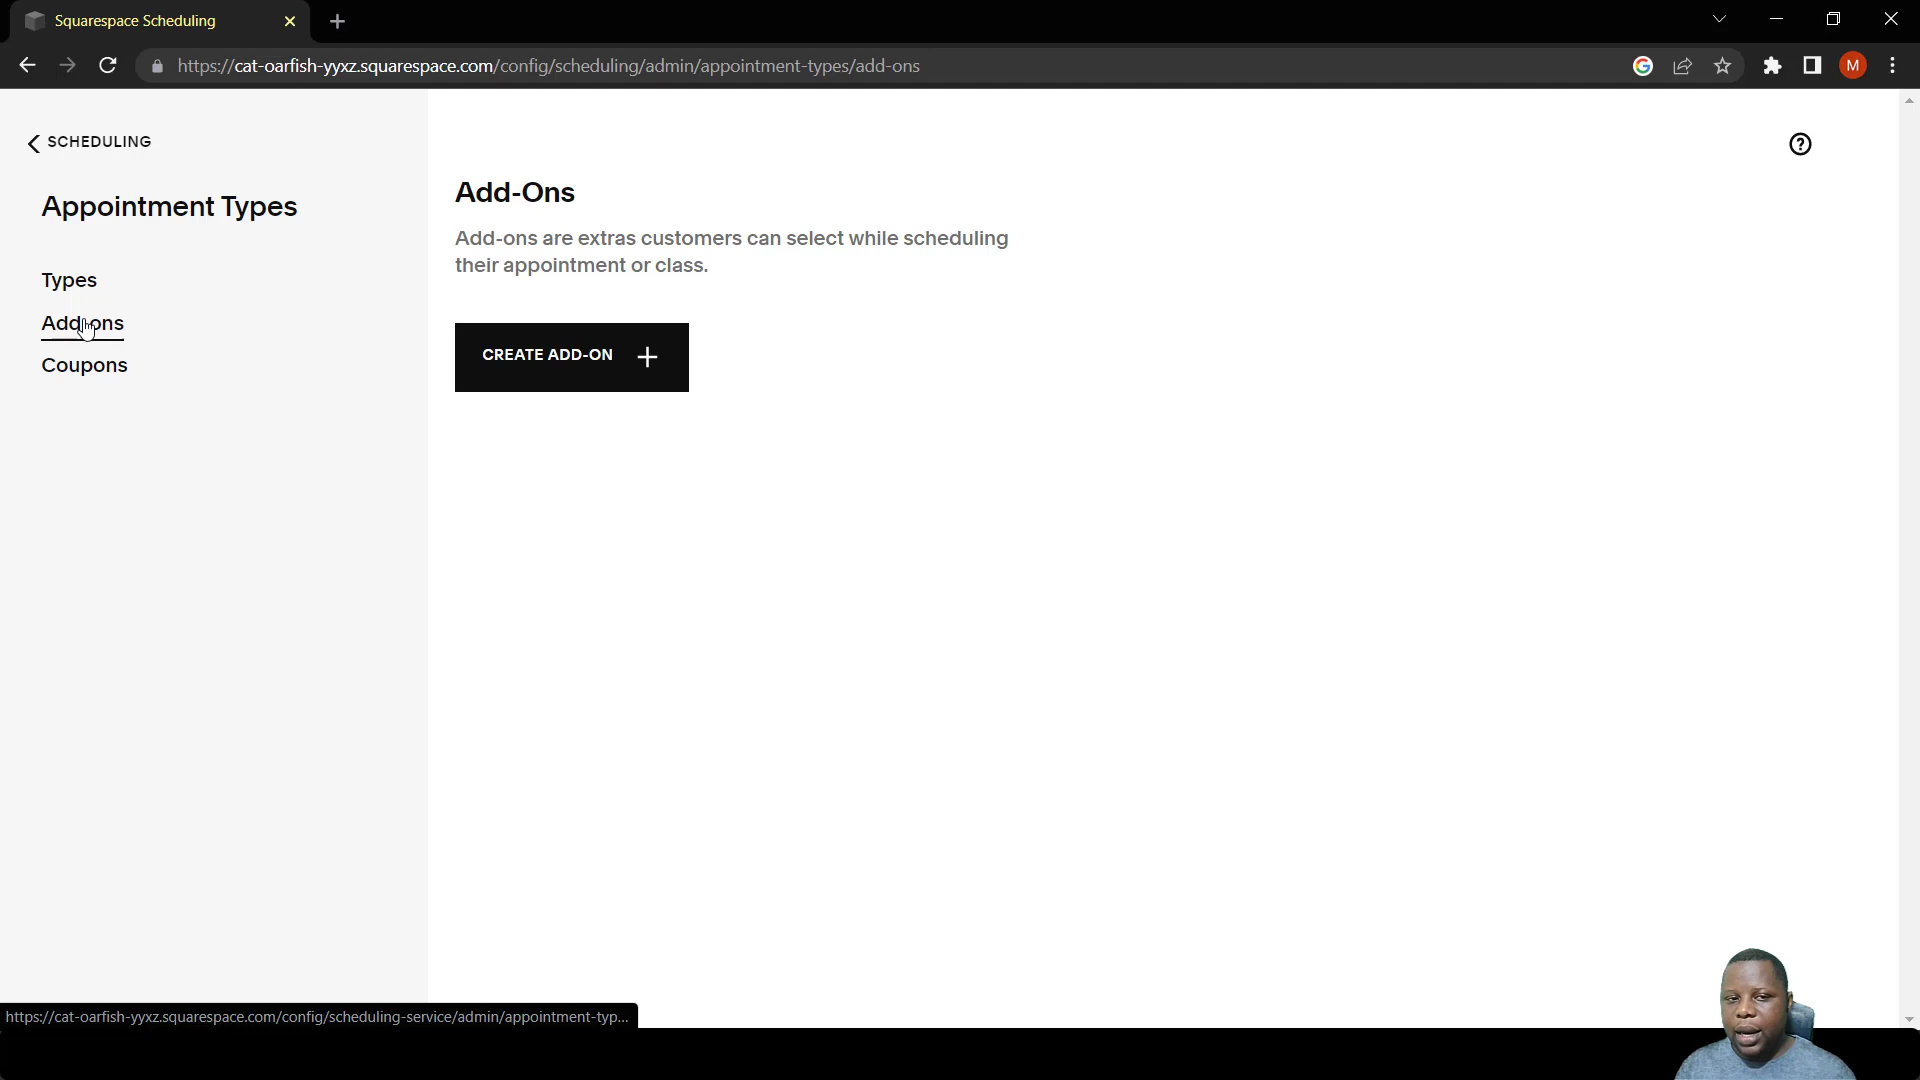 Squarespace Scheduling
https://cat-oarfish-yyxz.squarespace.com/config/scheduling/admin/appointment-types/add-ons
M
SCHEDULING
Appointment Types
Types
Add-ons
Coupons
Add-Ons
Add-ons are extras customers can select while scheduling
their appointment or class.
CREATE ADD-ON
https://cat-oarfish-yyxz.squarespace.com/config/scheduling-service/admin/appointment-typ...